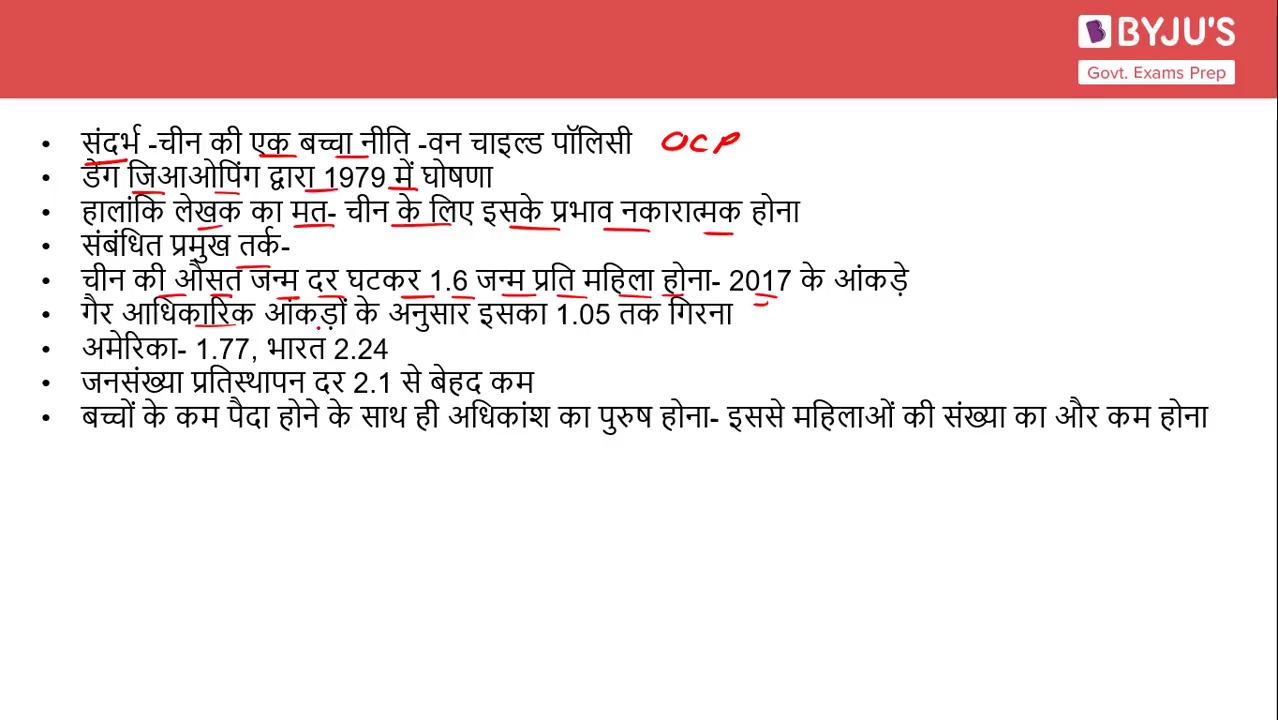 BYJU'S
Govt. Exams Prep
• संदर्भ -चीन की एक बच्चा नीति -वन चाइल्ड पॉलिसी OCP
• डेंग जिआओपिंग द्वारा 1979 में घोषणा
• हालांकि लेखक का मत- चीन के लिए इसके प्रभाव नकारात्मक होना
• संबंधित प्रमुख तर्क-
• चीन की औसत जन्म दर घटकर 1.6 जन्म प्रति महिला होना- 2017 के आंकड़े
• गैर आधिकारिक आंकड़ों के अनुसार इसका 1.05 तक गिरना
• अमेरिका- 1.77, भारत 2.24
• जनसंख्या प्रतिस्थापन दर 2.1 से बेहद कम
• बच्चों के कम पैदा होने के साथ ही अधिकांश का पुरुष होना- इससे महिलाओं की संख्या का और कम होना